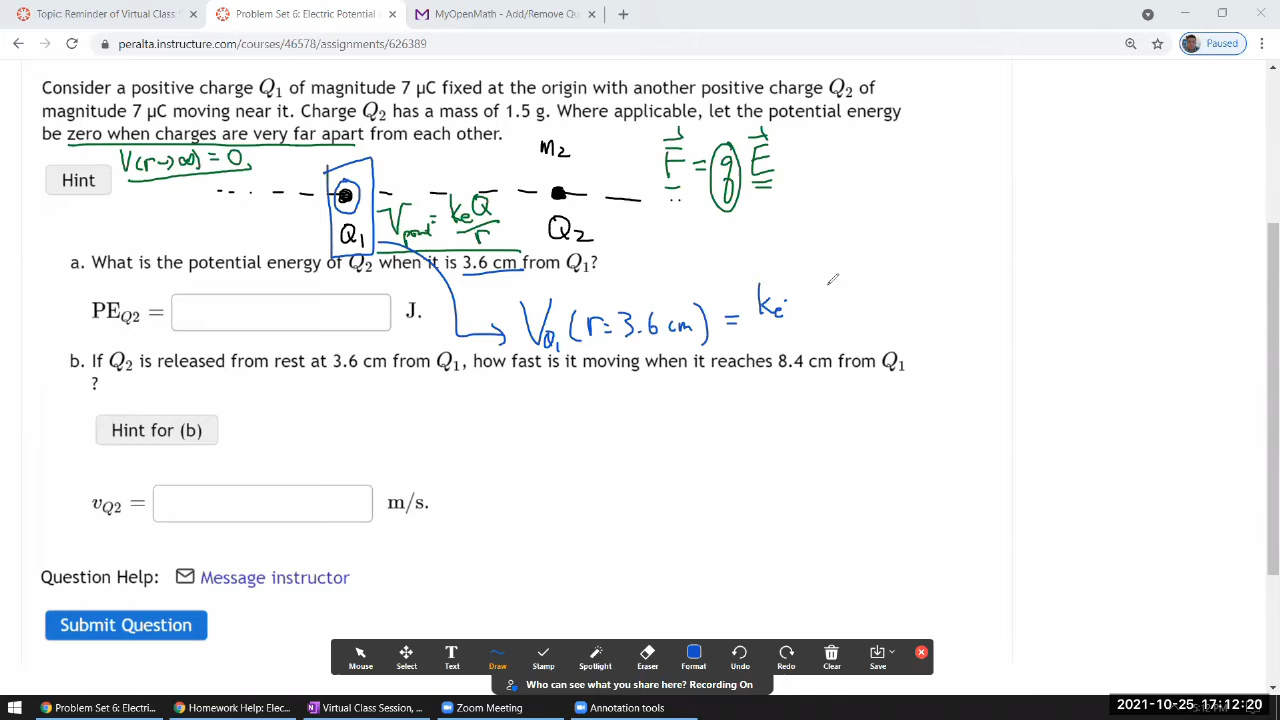 Topic: Reminder of Virtual Class
Problem Set 6: Electric Potential
MyOpenMath - Add/Remove Qu
peralta.instructure.com/courses/46578/assignments/626389
Paused
Consider a positive charge Q₁ of magnitude 7 µC fixed at the origin with another positive charge Q₂ of
magnitude 7 µC moving near it. Charge Q₂ has a mass of 1.5 g. Where applicable, let the potential energy
be zero when charges are very far apart from each other.
V(r→∞) = 0,
m₂
F⃗ = q E⃗
Hint
V_point = kₑQ/r
Q₁
Q₂
a. What is the potential energy of Q₂ when it is 3.6 cm from Q₁?
PE_Q2 = J.
V_Q₁ (r = 3.6 cm) = kₑ
b. If Q₂ is released from rest at 3.6 cm from Q₁, how fast is it moving when it reaches 8.4 cm from Q₁
?
Hint for (b)
v_Q2 = m/s.
Question Help: Message instructor
Submit Question
Mouse Select Text Draw Stamp Spotlight Eraser Format Undo Redo Clear Save
Who can see what you share here? Recording On
Problem Set 6: Electri... Homework Help: Elec... Virtual Class Session, ... Zoom Meeting Annotation tools
2021-10-25 17:12:20